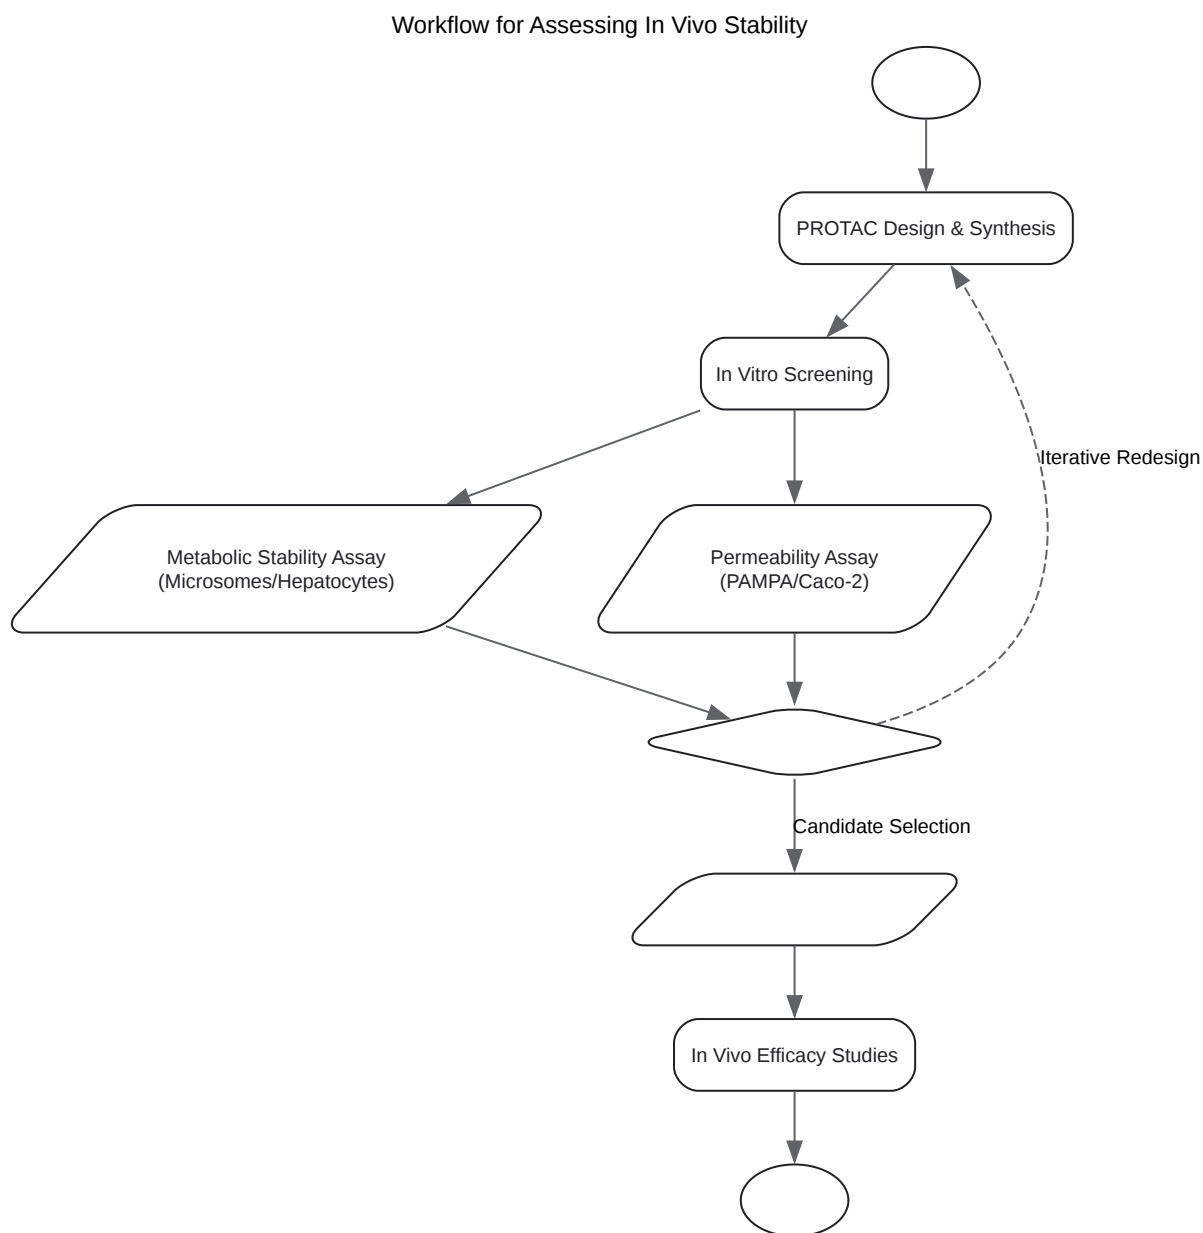 Workflow for Assessing In Vivo Stability
PROTAC Design & Synthesis
In Vitro Screening
Iterative Redesign
Metabolic Stability Assay
(Microsomes/Hepatocytes)
Permeability Assay
(PAMPA/Caco-2)
Candidate Selection
In Vivo Efficacy Studies